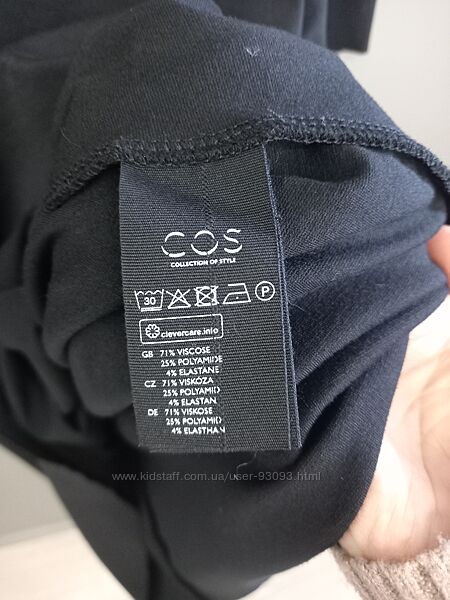 COS
COLLECTION OF STYLE
30 P
clevercare.info
GB 71% VISCOSE
25% POLYAMIDE
4% ELASTANE
CZ 71% VISKÓZA
25% POLYAMID
4% ELASTAN
DE 71% VISKOSE
25% POLYAMID
4% ELASTHAN
www.kidstaff.com.ua/user-93093.html